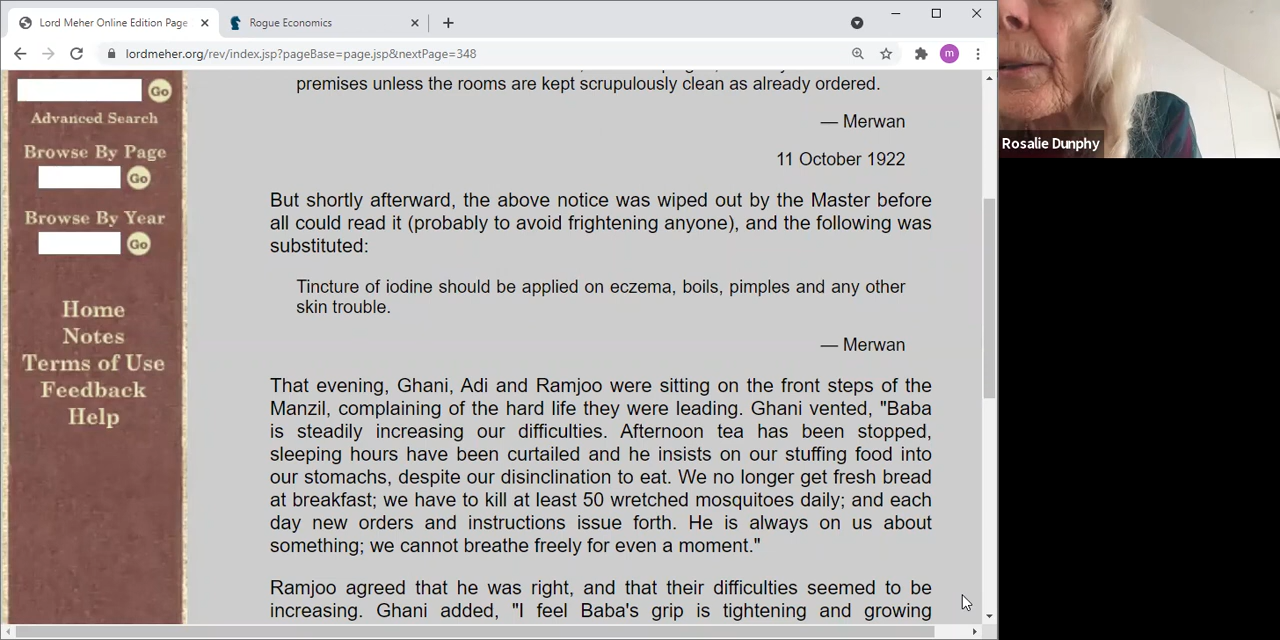 Lord Meher Online Edition Page
Rogue Economics
lordmeher.org/rev/index.jsp?pageBase=page.jsp&nextPage=348
m
Go
Advanced Search
Browse By Page
Go
Browse By Year
Go
Home
Notes
Terms of Use
Feedback
Help
premises unless the rooms are kept scrupulously clean as already ordered.
— Merwan
11 October 1922
But shortly afterward, the above notice was wiped out by the Master before
all could read it (probably to avoid frightening anyone), and the following was
substituted:
Tincture of iodine should be applied on eczema, boils, pimples and any other
skin trouble.
— Merwan
That evening, Ghani, Adi and Ramjoo were sitting on the front steps of the
Manzil, complaining of the hard life they were leading. Ghani vented, "Baba
is steadily increasing our difficulties. Afternoon tea has been stopped,
sleeping hours have been curtailed and he insists on our stuffing food into
our stomachs, despite our disinclination to eat. We no longer get fresh bread
at breakfast; we have to kill at least 50 wretched mosquitoes daily; and each
day new orders and instructions issue forth. He is always on us about
something; we cannot breathe freely for even a moment."
Ramjoo agreed that he was right, and that their difficulties seemed to be
increasing. Ghani added, "I feel Baba's grip is tightening and growing
Rosalie Dunphy